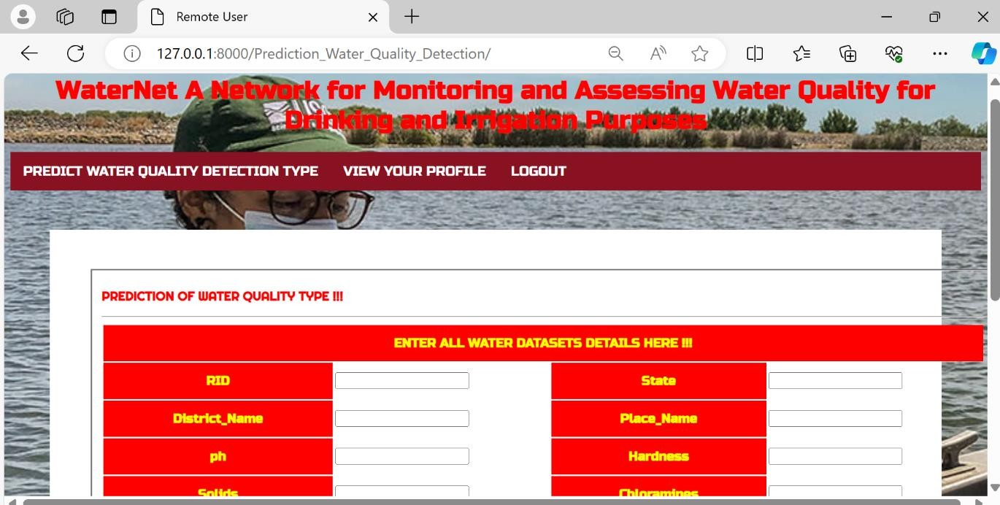 Remote User
127.0.0.1:8000/Prediction_Water_Quality_Detection/
WaterNet A Network for Monitoring and Assessing Water Quality for
Drinking and Irrigation Purposes
PREDICT WATER QUALITY DETECTION TYPE VIEW YOUR PROFILE LOGOUT
PREDICTION OF WATER QUALITY TYPE !!!
ENTER ALL WATER DATASETS DETAILS HERE !!!
RID State
District_Name Place_Name
ph Hardness
Solids Chloramines